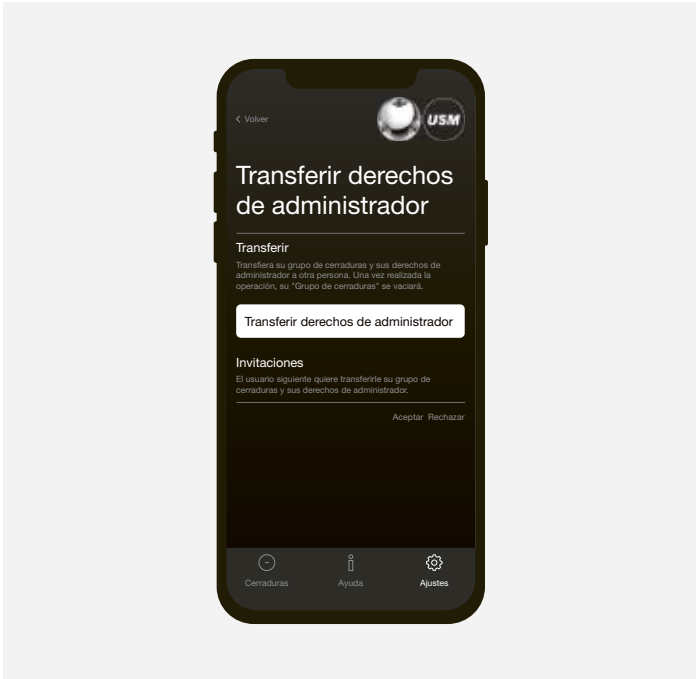 Volver
USM
Transferir derechos
de administrador
Transferir
Transfiera su grupo de cerraduras y sus derechos de
administrador a otra persona. Una vez realizada la
operación, su "Grupo de cerraduras" se vaciará.
Transferir derechos de administrador
Invitaciones
El usuario siguiente quiere transferirle su grupo de
cerraduras y sus derechos de administrador.
Aceptar Rechazar
Cerraduras Ayuda Ajustes